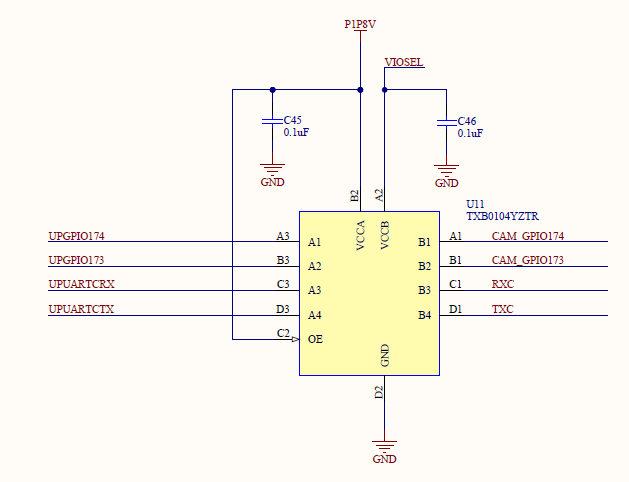 P1P8V
VIOSEL
C45
0.1uF
C46
0.1uF
GND
GND
B2
A2
U11
TXB0104YZTR
VCCA
VCCB
UPGPIO174
A3
A1
B1
A1
CAM_GPIO174
UPGPIO173
B3
A2
B2
B1
CAM_GPIO173
UPUARTCRX
C3
A3
B3
C1
RXC
UPUARTCTX
D3
A4
B4
D1
TXC
C2
OE
GND
D2
GND